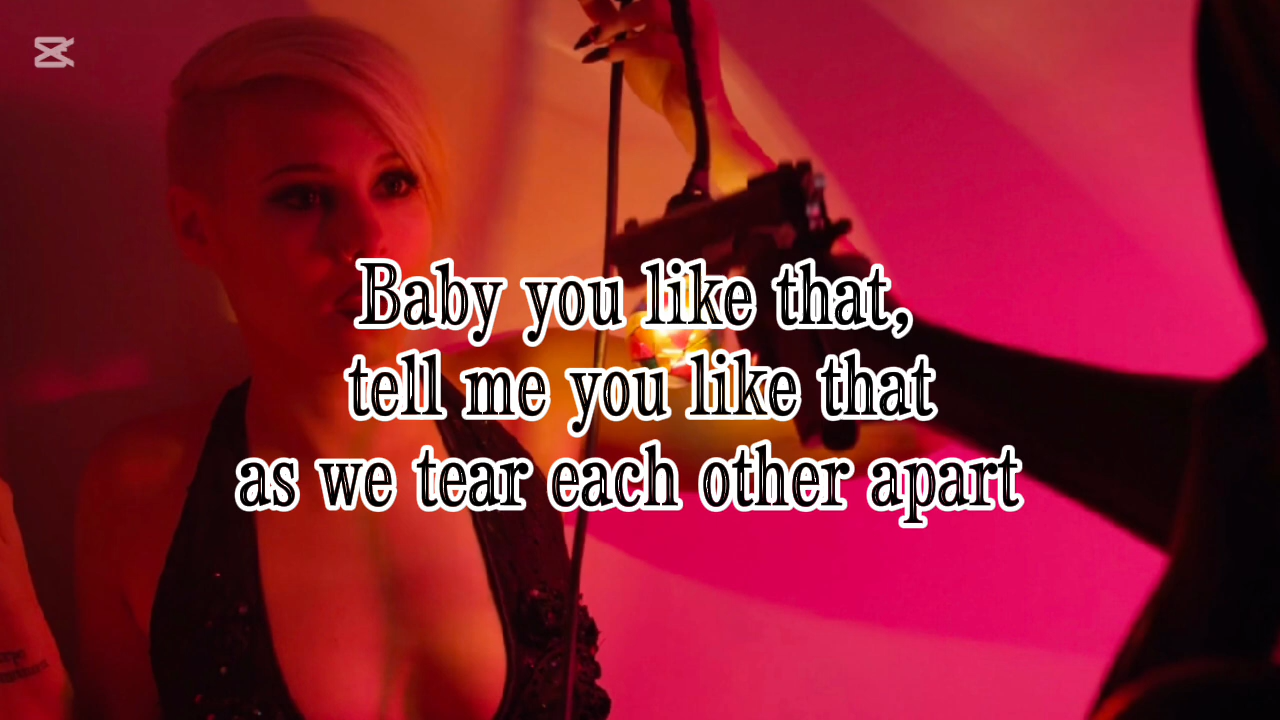 Baby you like that,
tell me you like that
as we tear each other apart